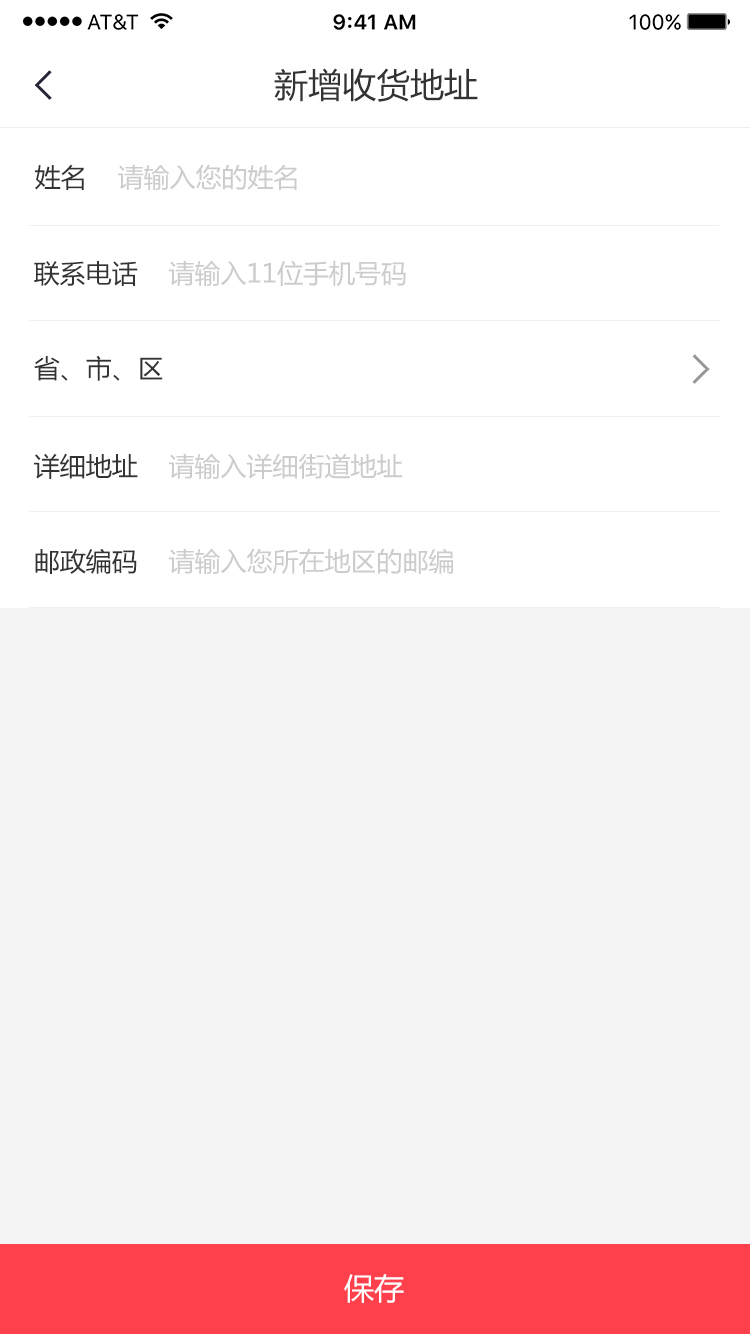 ●●●●● AT&T 9:41 AM 100%
新增收货地址
姓名 请输入您的姓名
联系电话 请输入11位手机号码
省、市、区
详细地址 请输入详细街道地址
邮政编码 请输入您所在地区的邮编
保存